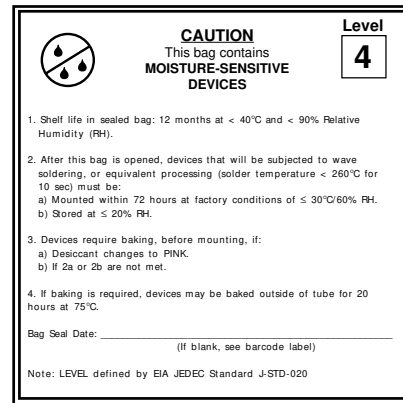 CAUTION
Level
This bag contains
4
MOISTURE-SENSITIVE
DEVICES
1. Shelf life in sealed bag: 12 months at < 40°C and < 90% Relative
Humidity (RH).
2. After this bag is opened, devices that will be subjected to wave
soldering, or equivalent processing (solder temperature < 260°C for
10 sec) must be:
a) Mounted within 72 hours at factory conditions of ≤ 30°C/60% RH.
b) Stored at ≤ 20% RH.
3. Devices require baking, before mounting, if:
a) Desiccant changes to PINK.
b) If 2a or 2b are not met.
4. If baking is required, devices may be baked outside of tube for 20
hours at 75°C.
Bag Seal Date: ________________________________________________
(If blank, see barcode label)
Note: LEVEL defined by EIA JEDEC Standard J-STD-020